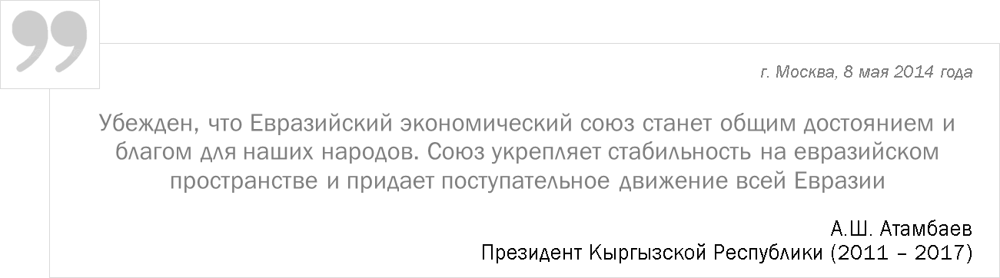 г. Москва, 8 мая 2014 года
Убежден, что Евразийский экономический союз станет общим достоянием и
благом для наших народов. Союз укрепляет стабильность на евразийском
пространстве и придает поступательное движение всей Евразии
А.Ш. Атамбаев
Президент Кыргызской Республики (2011 – 2017)